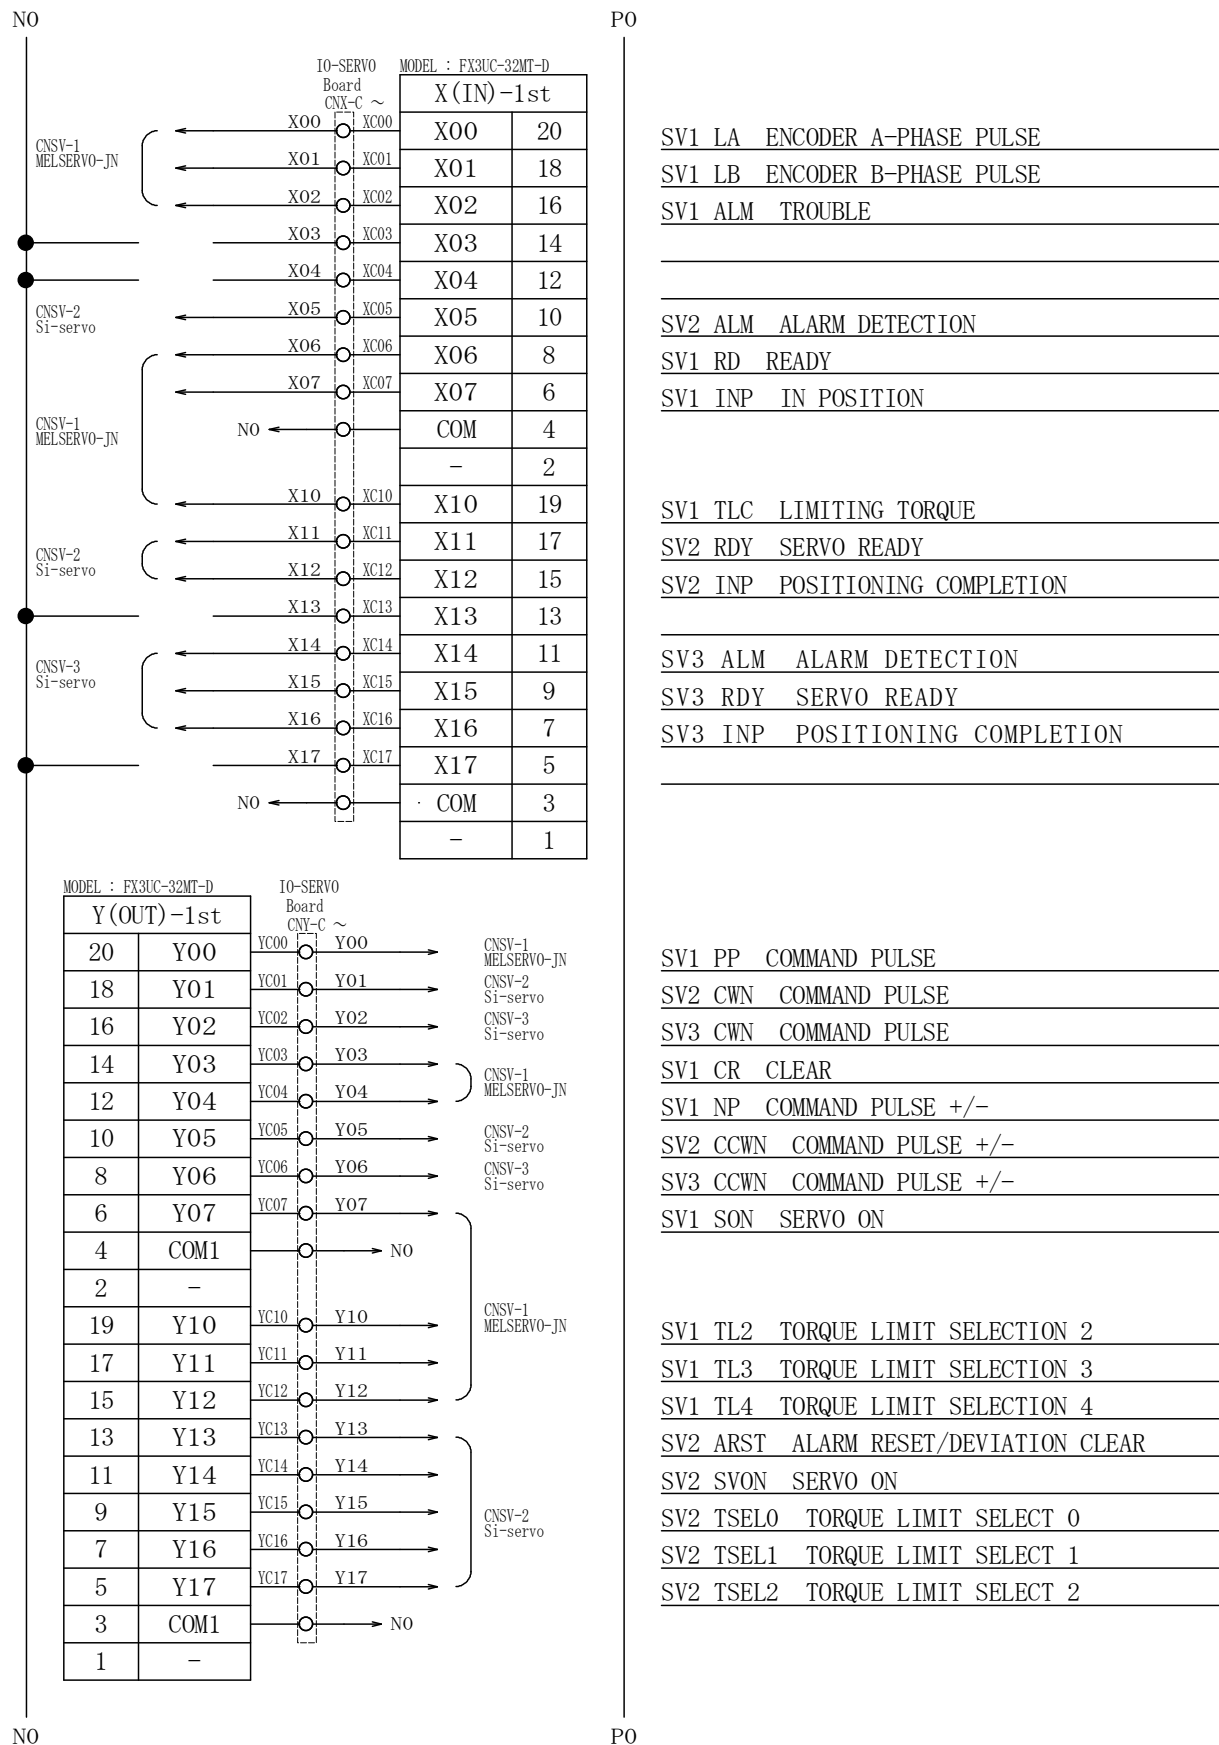 N0 P0
IO-SERVO MODEL : FX3UC-32MT-D
Board X(IN)-1st
CNX-C ～
X00 XC00 X00 20 SV1 LA ENCODER A-PHASE PULSE
CNSV-1
MELSERVO-JN
X01 XC01 X01 18 SV1 LB ENCODER B-PHASE PULSE
X02 XC02 X02 16 SV1 ALM TROUBLE
X03 XC03 X03 14
X04 XC04 X04 12
CNSV-2
Si-servo
X05 XC05 X05 10 SV2 ALM ALARM DETECTION
X06 XC06 X06 8 SV1 RD READY
X07 XC07 X07 6 SV1 INP IN POSITION
CNSV-1
MELSERVO-JN
N0 COM 4
- 2
X10 XC10 X10 19 SV1 TLC LIMITING TORQUE
X11 XC11 X11 17 SV2 RDY SERVO READY
CNSV-2
Si-servo
X12 XC12 X12 15 SV2 INP POSITIONING COMPLETION
X13 XC13 X13 13
X14 XC14 X14 11 SV3 ALM ALARM DETECTION
CNSV-3
Si-servo
X15 XC15 X15 9 SV3 RDY SERVO READY
X16 XC16 X16 7 SV3 INP POSITIONING COMPLETION
X17 XC17 X17 5
N0 COM 3
- 1
MODEL : FX3UC-32MT-D IO-SERVO
Y(OUT)-1st Board
CNY-C ～
20 Y00 YC00 Y00 CNSV-1 SV1 PP COMMAND PULSE
MELSERVO-JN
18 Y01 YC01 Y01 CNSV-2 SV2 CWN COMMAND PULSE
Si-servo
16 Y02 YC02 Y02 CNSV-3 SV3 CWN COMMAND PULSE
Si-servo
14 Y03 YC03 Y03 SV1 CR CLEAR
CNSV-1
MELSERVO-JN
12 Y04 YC04 Y04 SV1 NP COMMAND PULSE +/-
10 Y05 YC05 Y05 CNSV-2 SV2 CCWN COMMAND PULSE +/-
Si-servo
8 Y06 YC06 Y06 CNSV-3 SV3 CCWN COMMAND PULSE +/-
Si-servo
6 Y07 YC07 Y07 SV1 SON SERVO ON
4 COM1 N0
2 -
CNSV-1
MELSERVO-JN
19 Y10 YC10 Y10 SV1 TL2 TORQUE LIMIT SELECTION 2
17 Y11 YC11 Y11 SV1 TL3 TORQUE LIMIT SELECTION 3
15 Y12 YC12 Y12 SV1 TL4 TORQUE LIMIT SELECTION 4
13 Y13 YC13 Y13 SV2 ARST ALARM RESET/DEVIATION CLEAR
11 Y14 YC14 Y14 SV2 SVON SERVO ON
9 Y15 YC15 Y15 SV2 TSEL0 TORQUE LIMIT SELECT 0
CNSV-2
Si-servo
7 Y16 YC16 Y16 SV2 TSEL1 TORQUE LIMIT SELECT 1
5 Y17 YC17 Y17 SV2 TSEL2 TORQUE LIMIT SELECT 2
3 COM1 N0
1 -
N0 P0